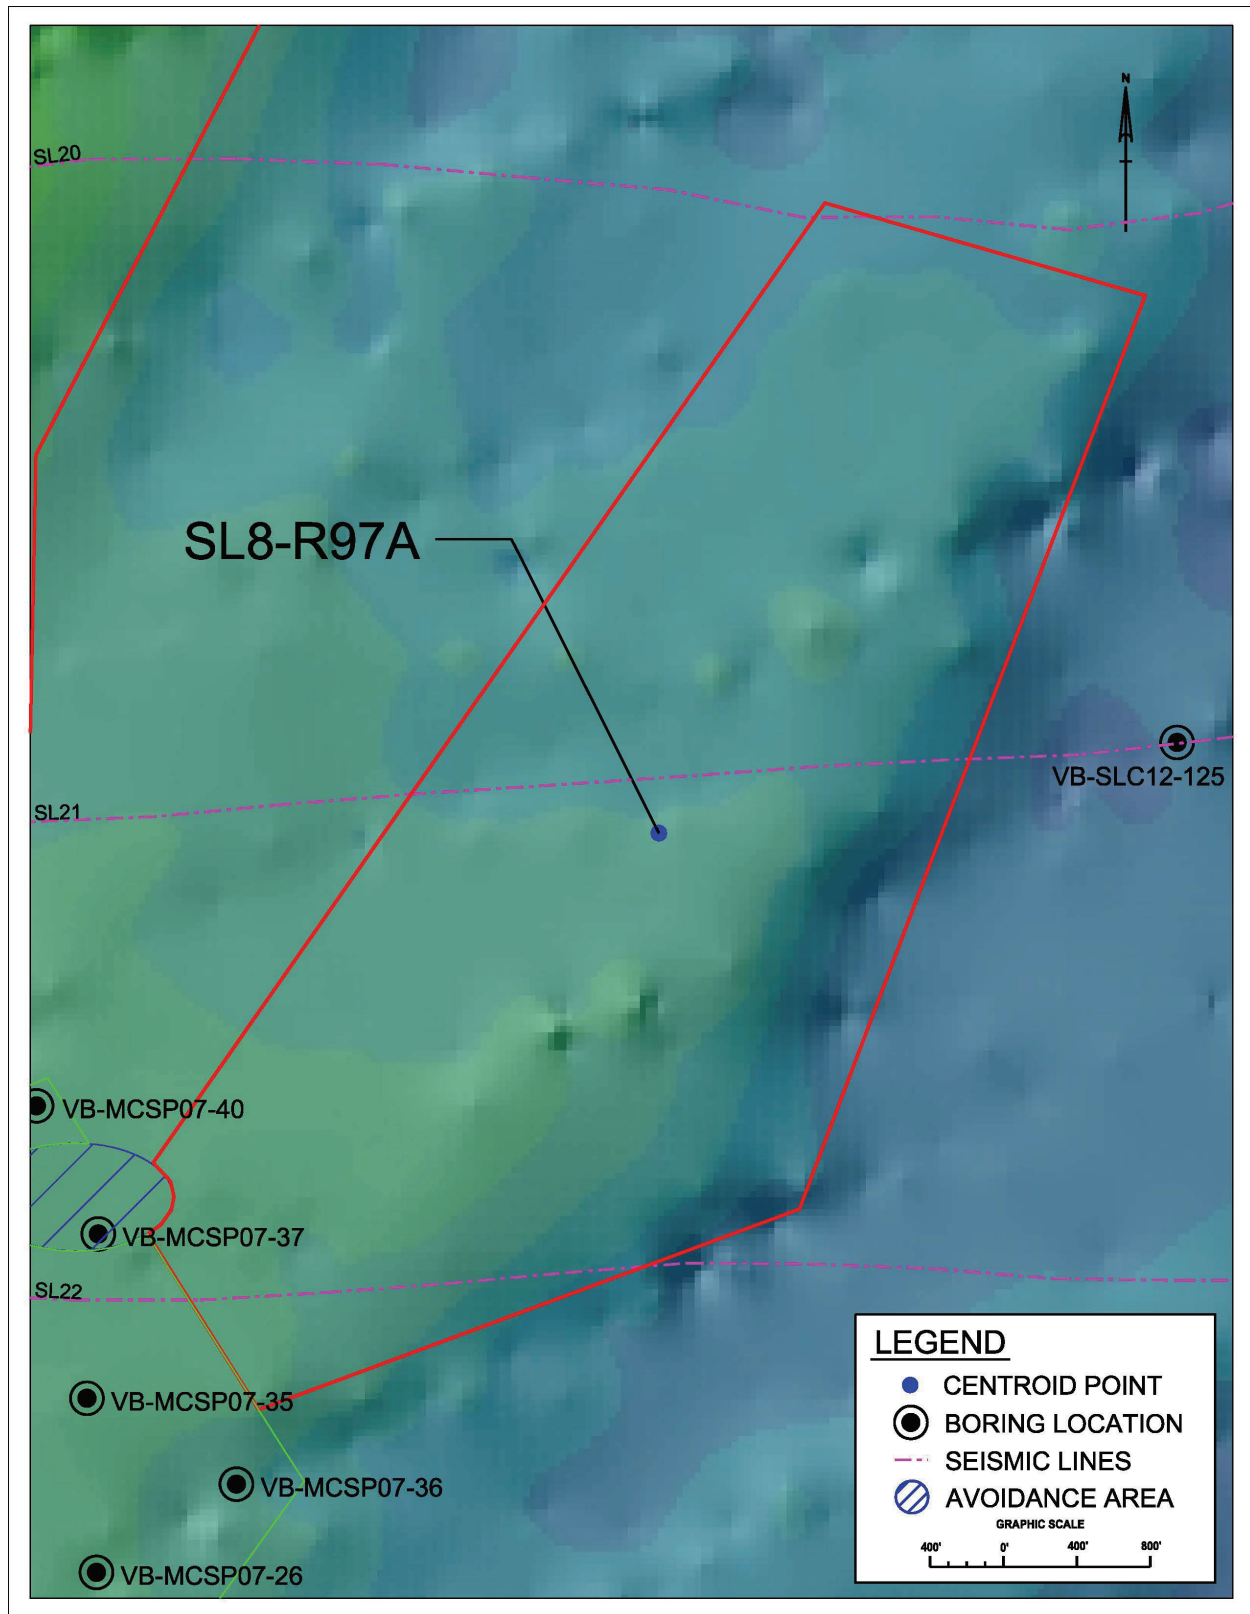 N
SL20
SL8-R97A
VB-SLC12-125
SL21
VB-MCSP07-40
VB-MCSP07-37
SL22
VB-MCSP07-35
VB-MCSP07-36
VB-MCSP07-26
LEGEND
CENTROID POINT
BORING LOCATION
SEISMIC LINES
AVOIDANCE AREA
GRAPHIC SCALE
400' 0' 400' 800'